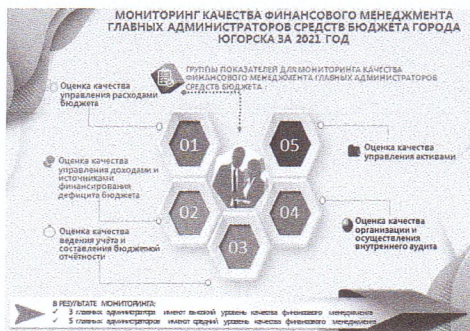 МОНИТОРИНГ КАЧЕСТВА ФИНАНСОВОГО МЕНЕДЖМЕНТА
ГЛАВНЫХ АДМИНИСТРАТОРОВ СРЕДСТВ БЮДЖЕТА ГОРОДА
ЮГОРСКА ЗА 2021 ГОД
ГРУППЫ ПОКАЗАТЕЛЕЙ ДЛЯ МОНИТОРИНГА КАЧЕСТВА
ФИНАНСОВОГО МЕНЕДЖМЕНТА ГЛАВНЫХ АДМИНИСТРАТОРОВ
СРЕДСТВ БЮДЖЕТА
Оценка качества
управления расходами
бюджета
01
05
Оценка качества
управления активами
Оценка качества
управления доходами и
источниками
финансирования
дефицита бюджета
02
04
Оценка качества
организации и
осуществления
внутреннего аудита
Оценка качества
ведения учёта и
составления бюджетной
отчётности
03
В РЕЗУЛЬТАТЕ МОНИТОРИНГА:
✓ 3 главных администратора имеют высокий уровень качества финансового менеджмента
✓ 5 главных администраторов имеют средний уровень качества финансового менеджмента